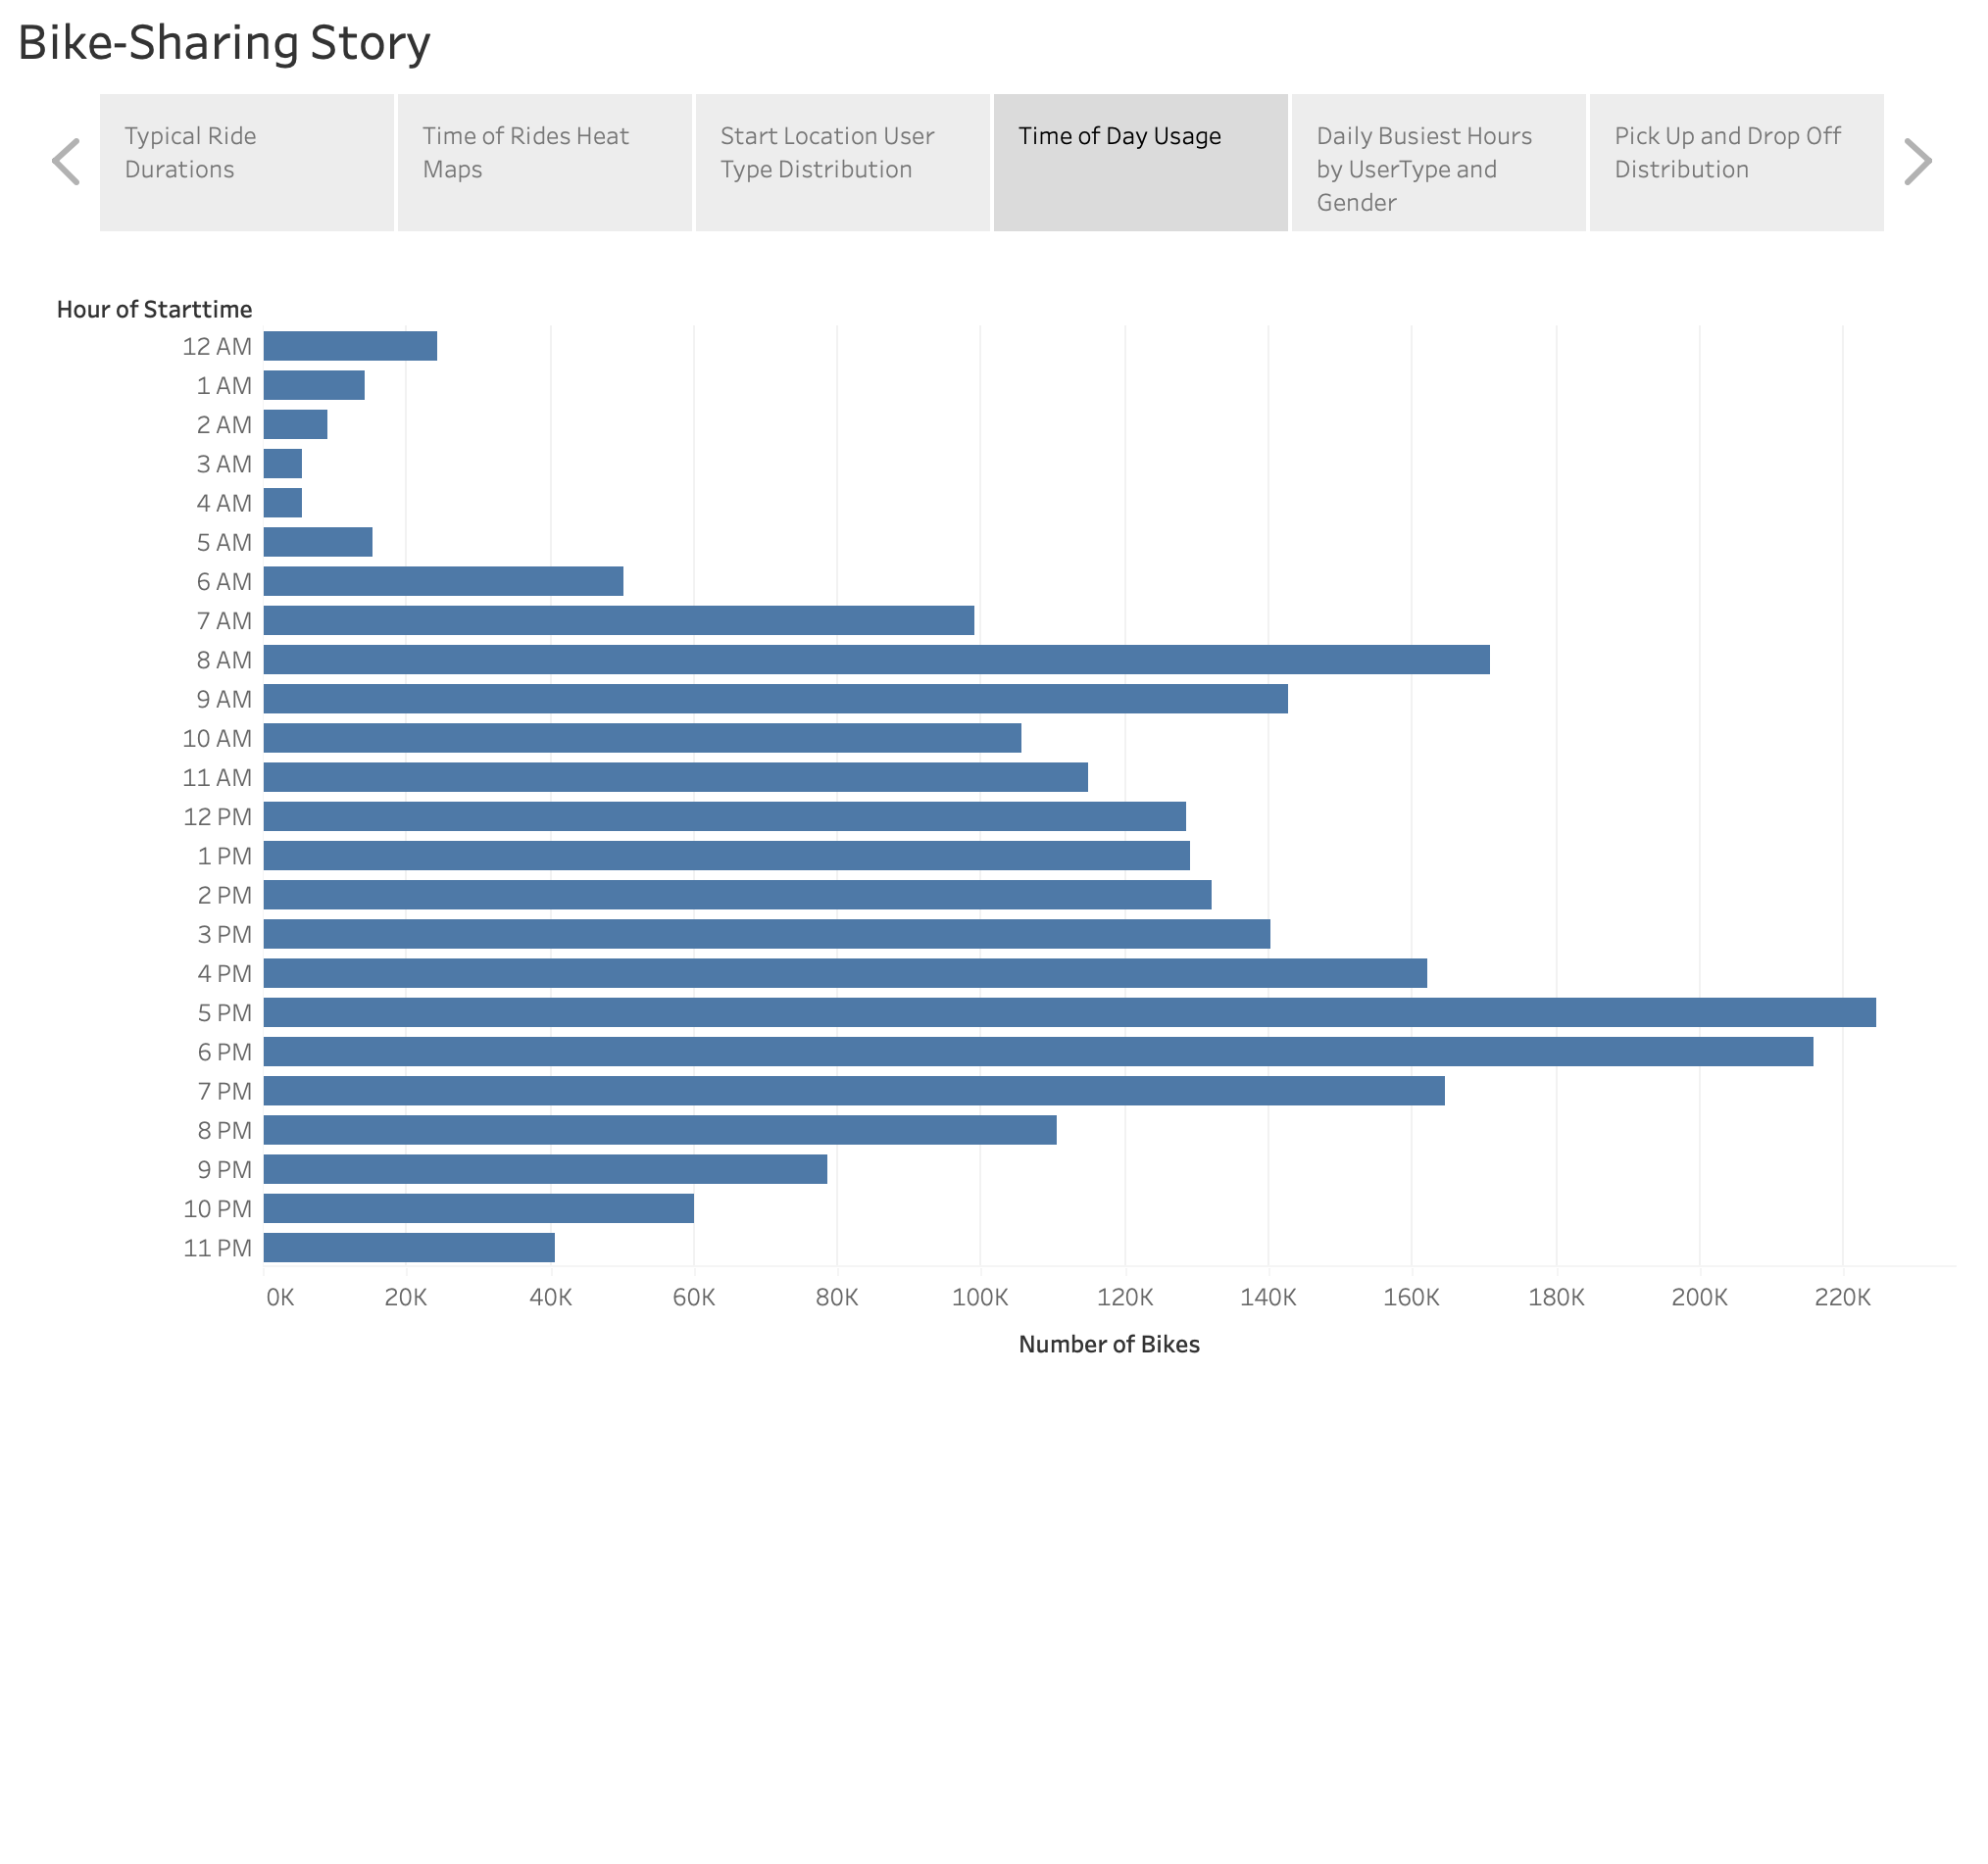 Bike-Sharing Story
Typical Ride
Durations
Time of Rides Heat
Maps
Start Location User
Type Distribution
Time of Day Usage
Daily Busiest Hours
by UserType and
Gender
Pick Up and Drop Off
Distribution
Hour of Starttime
12 AM
1 AM
2 AM
3 AM
4 AM
5 AM
6 AM
7 AM
8 AM
9 AM
10 AM
11 AM
12 PM
1 PM
2 PM
3 PM
4 PM
5 PM
6 PM
7 PM
8 PM
9 PM
10 PM
11 PM
0K 20K 40K 60K 80K 100K 120K 140K 160K 180K 200K 220K
Number of Bikes